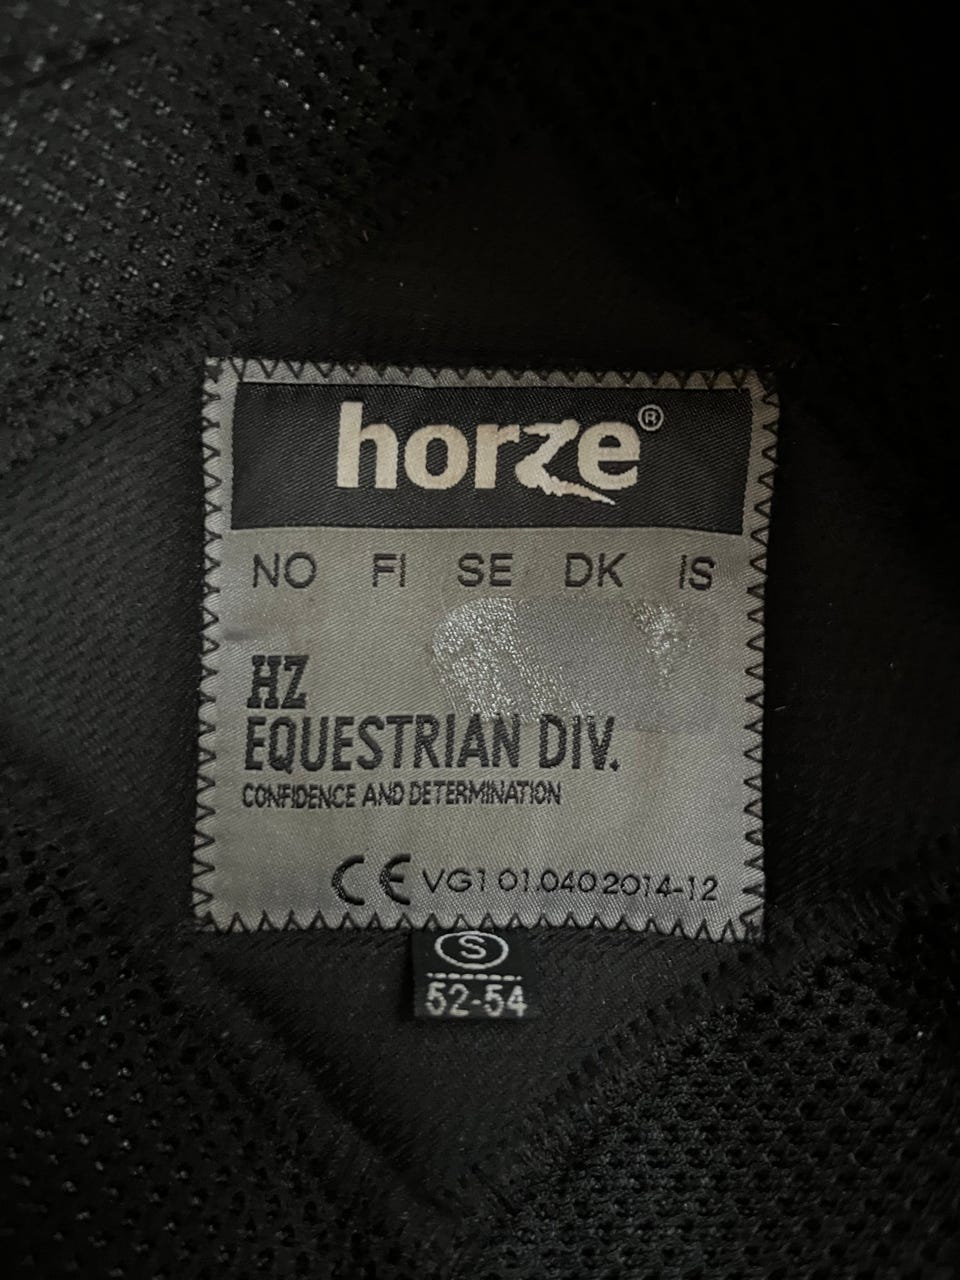 horze®
NO FI SE DK IS
HZ
EQUESTRIAN DIV.
CONFIDENCE AND DETERMINATION
CE VG1 01.040 2014-12
S
52-54